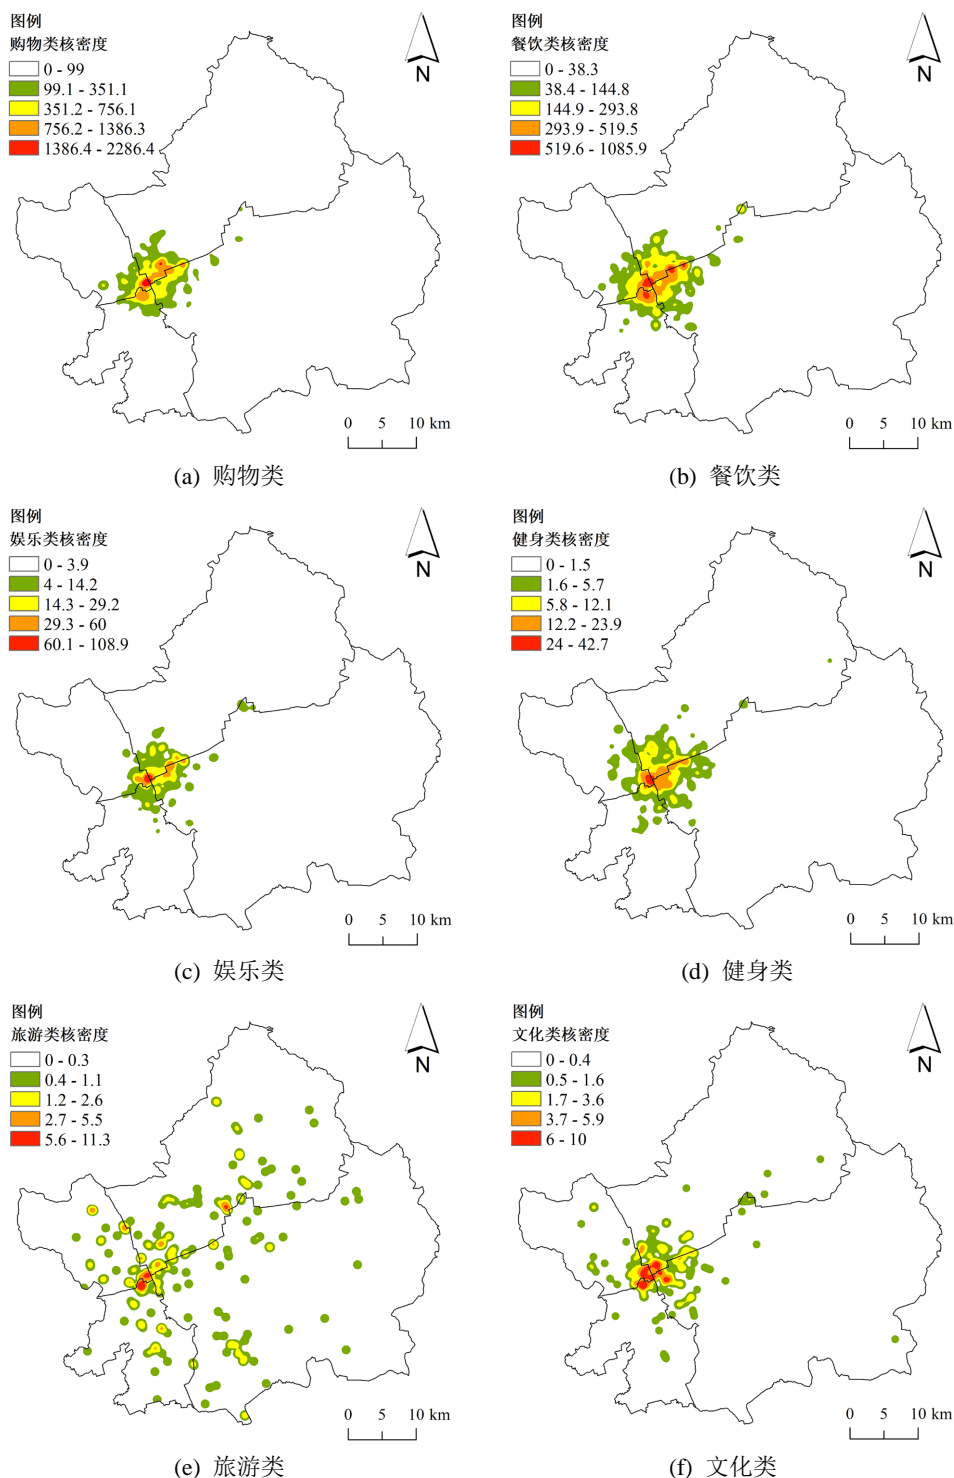 图例
购物类核密度
0 - 99
99.1 - 351.1
351.2 - 756.1
756.2 - 1386.3
1386.4 - 2286.4
N
0 5 10 km
(a) 购物类
图例
餐饮类核密度
0 - 38.3
38.4 - 144.8
144.9 - 293.8
293.9 - 519.5
519.6 - 1085.9
N
0 5 10 km
(b) 餐饮类
图例
娱乐类核密度
0 - 3.9
4 - 14.2
14.3 - 29.2
29.3 - 60
60.1 - 108.9
N
0 5 10 km
(c) 娱乐类
图例
健身类核密度
0 - 1.5
1.6 - 5.7
5.8 - 12.1
12.2 - 23.9
24 - 42.7
N
0 5 10 km
(d) 健身类
图例
旅游类核密度
0 - 0.3
0.4 - 1.1
1.2 - 2.6
2.7 - 5.5
5.6 - 11.3
N
0 5 10 km
(e) 旅游类
图例
文化类核密度
0 - 0.4
0.5 - 1.6
1.7 - 3.6
3.7 - 5.9
6 - 10
N
0 5 10 km
(f) 文化类